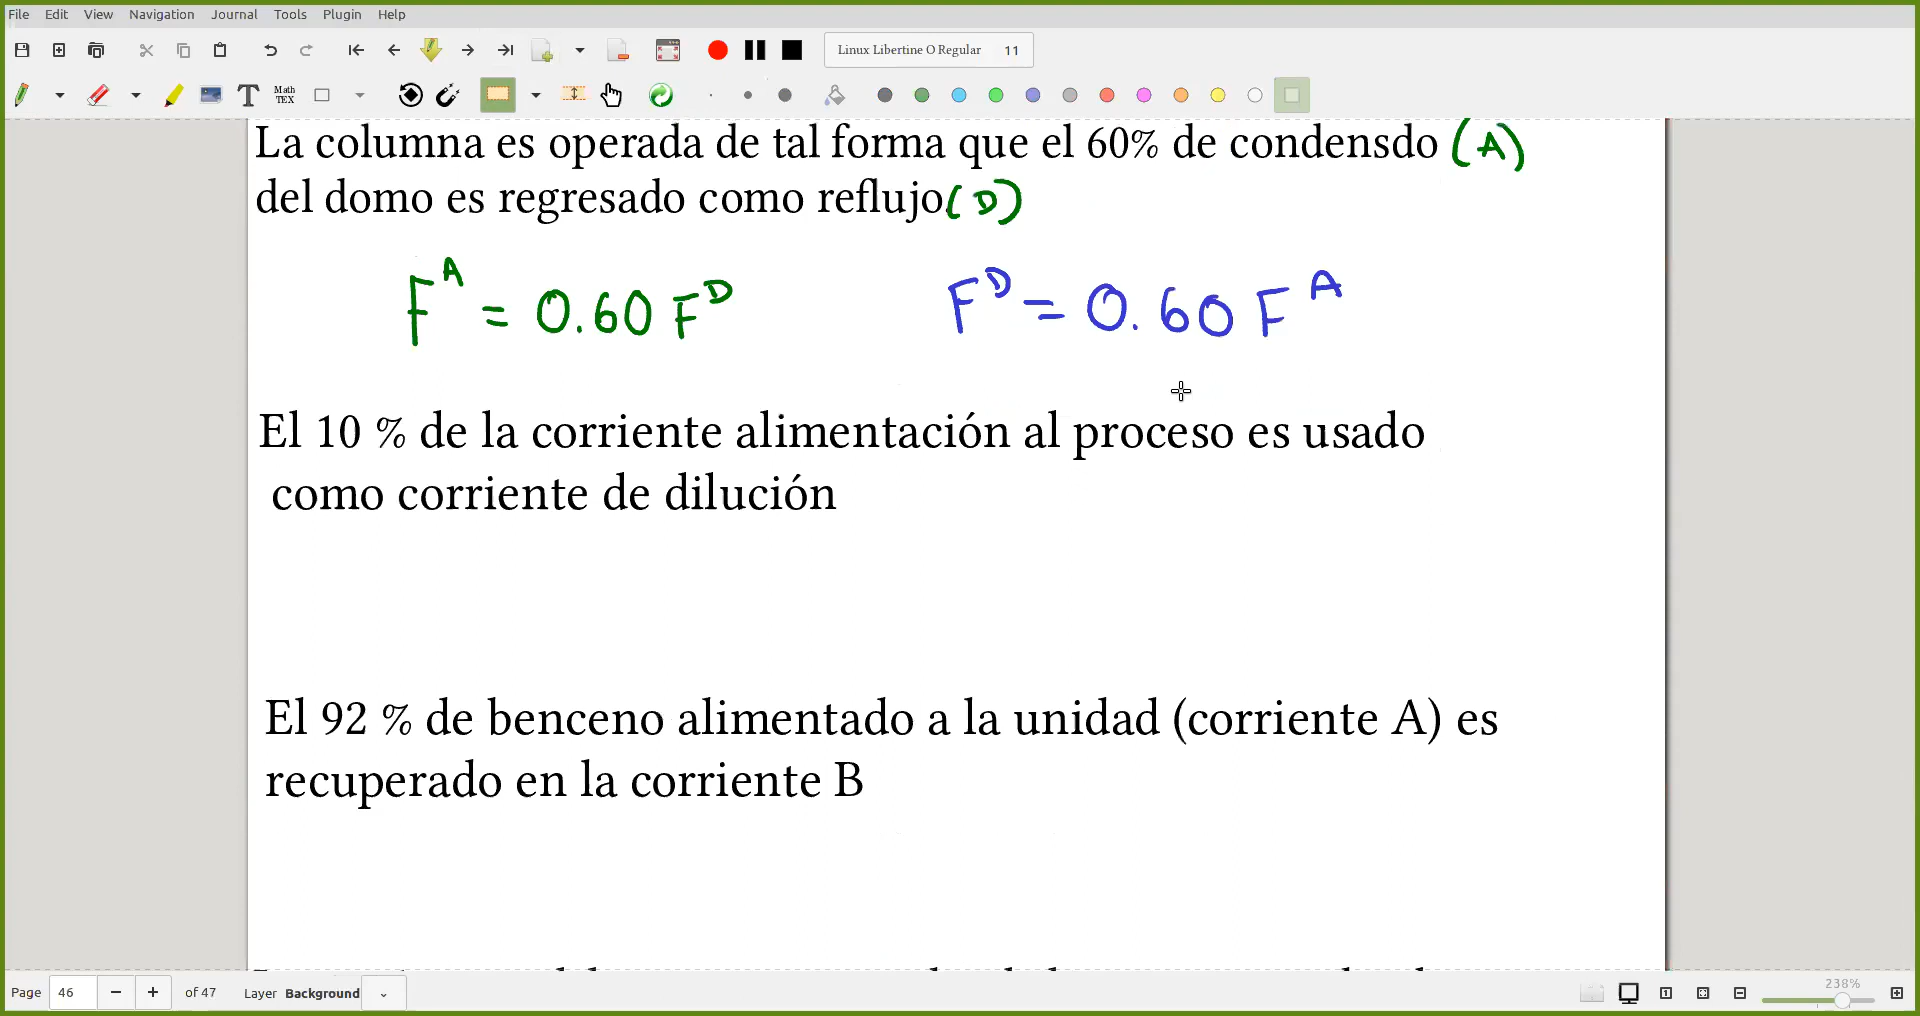 File Edit View Navigation Journal Tools Plugin Help
Linux Libertine O Regular 11
T Math TEX
La columna es operada de tal forma que el 60% de condensdo (A)
del domo es regresado como reflujo (D)
F^A = 0.60 F^D F^D = 0.60 F^A
El 10 % de la corriente alimentación al proceso es usado
como corriente de dilución
El 92 % de benceno alimentado a la unidad (corriente A) es
recuperado en la corriente B
Page 46 − + of 47 Layer Background 238%